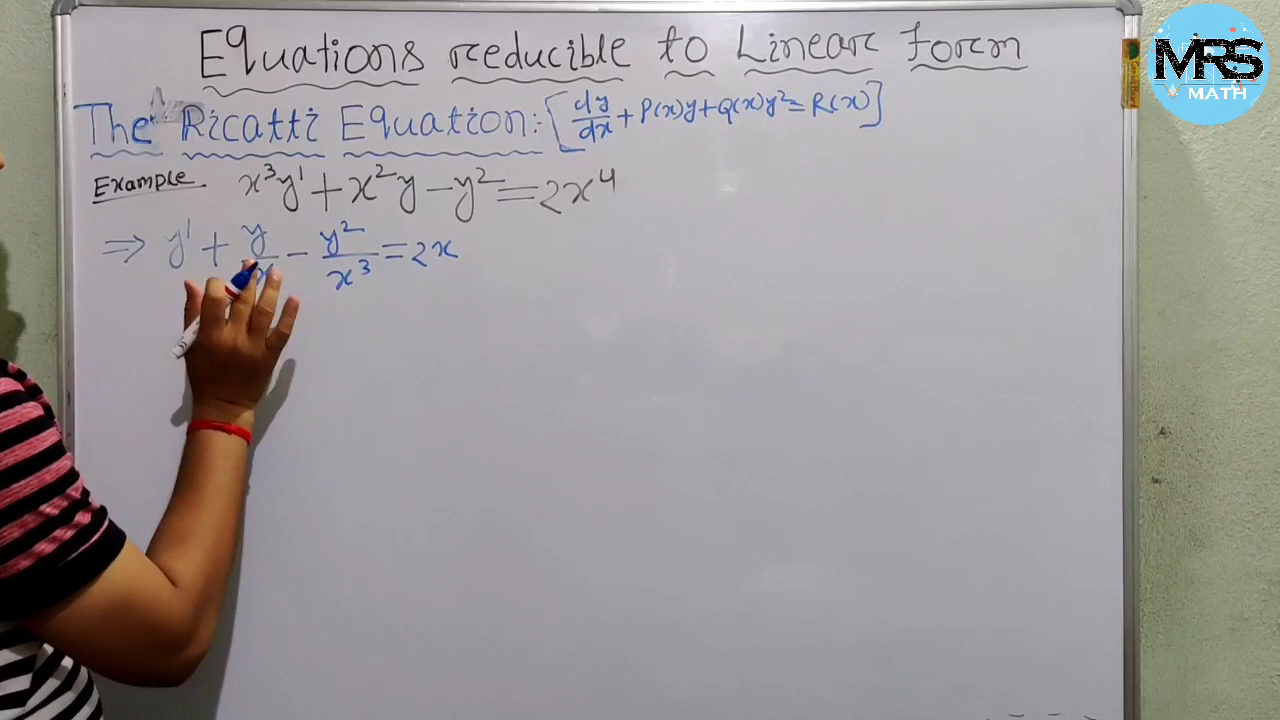 Equations reducible to Linear form
The Ricatti Equation:- [dy/dx + P(x)y + Q(x)y² = R(x)]
Example x³y' + x²y - y² = 2x⁴
⇒ y' + y/x - y²/x³ = 2x
MRS
MATH